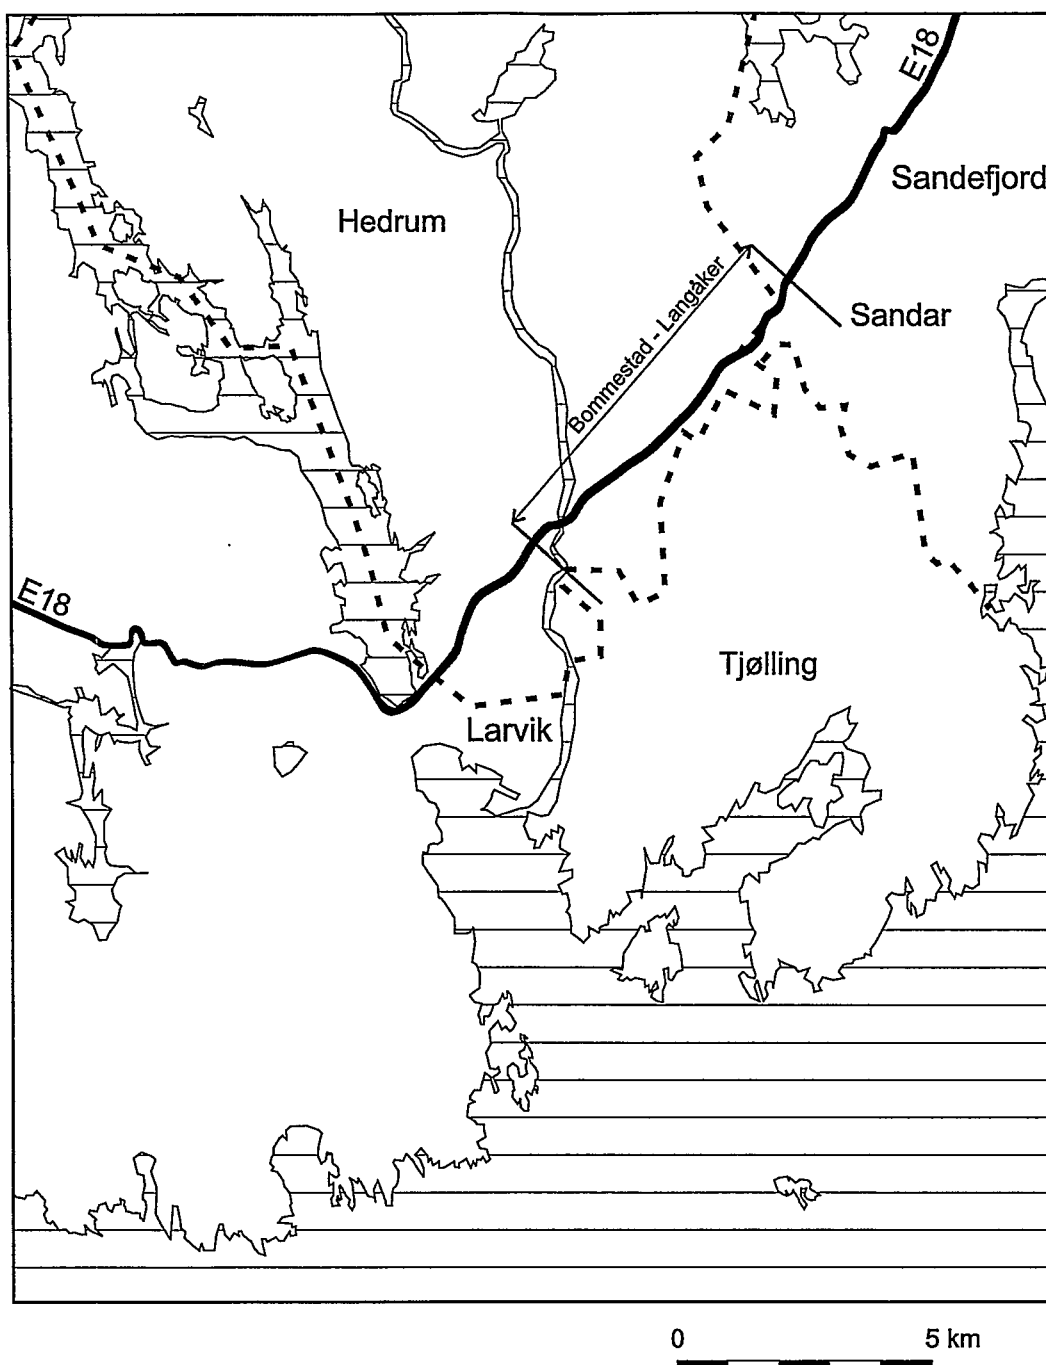 E18
Sandefjord
Hedrum
Sandar
Bommestad - Langåker
E18
Tjølling
Larvik
0 5 km